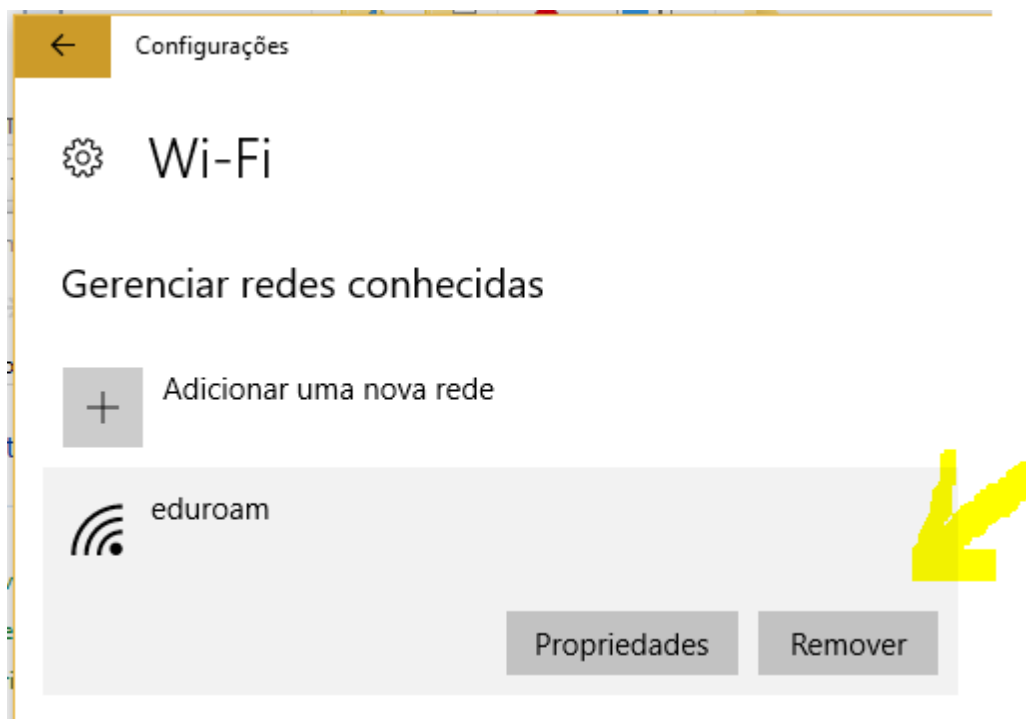 Configurações
Wi-Fi
Gerenciar redes conhecidas
Adicionar uma nova rede
eduroam
Propriedades Remover